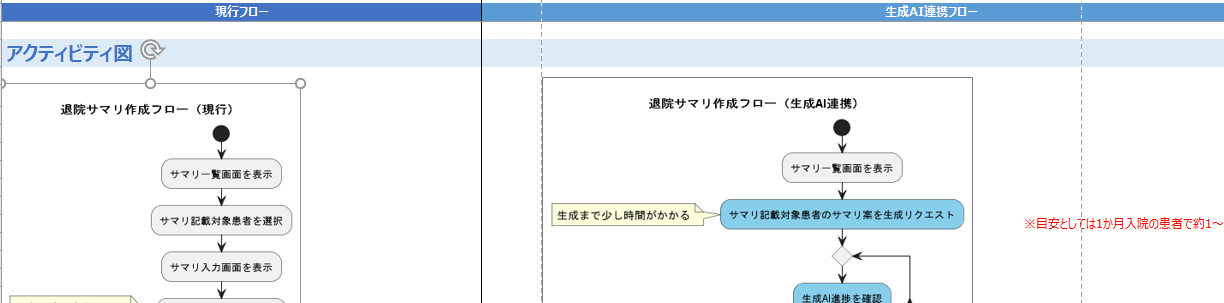 現行フロー
生成AI連携フロー
アクティビティ図
退院サマリ作成フロー（現行）
サマリ一覧画面を表示
サマリ記載対象患者を選択
サマリ入力画面を表示
退院サマリ作成フロー（生成AI連携）
サマリ一覧画面を表示
生成まで少し時間がかかる
サマリ記載対象患者のサマリ案を生成リクエスト
※目安としては1か月入院の患者で約1～
生成AI進捗を確認